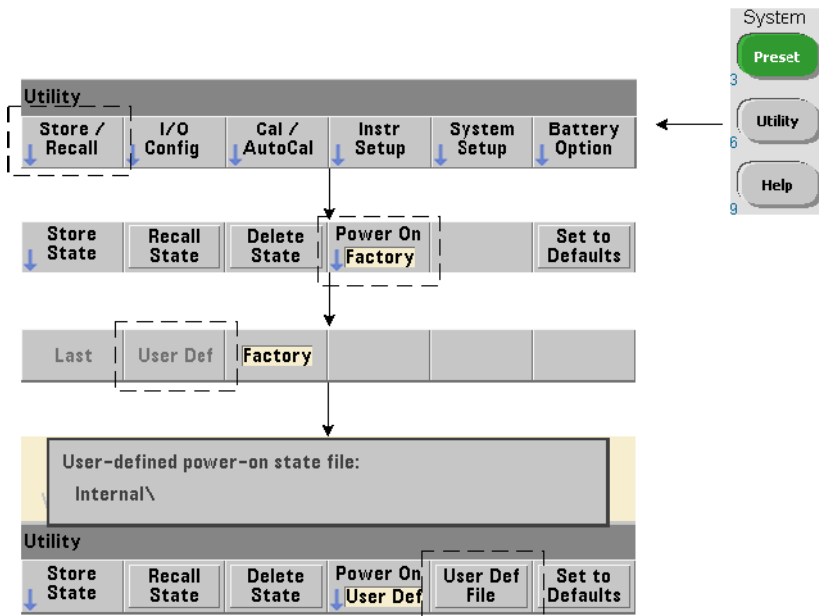 System
Preset
3
Utility
6
Help
9
Utility
Store / Recall
I/O Config
Cal / AutoCal
Instr Setup
System Setup
Battery Option
Store State
Recall State
Delete State
Power On Factory
Set to Defaults
Last
User Def
Factory
User-defined power-on state file:
Internal\
Utility
Store State
Recall State
Delete State
Power On User Def
User Def File
Set to Defaults